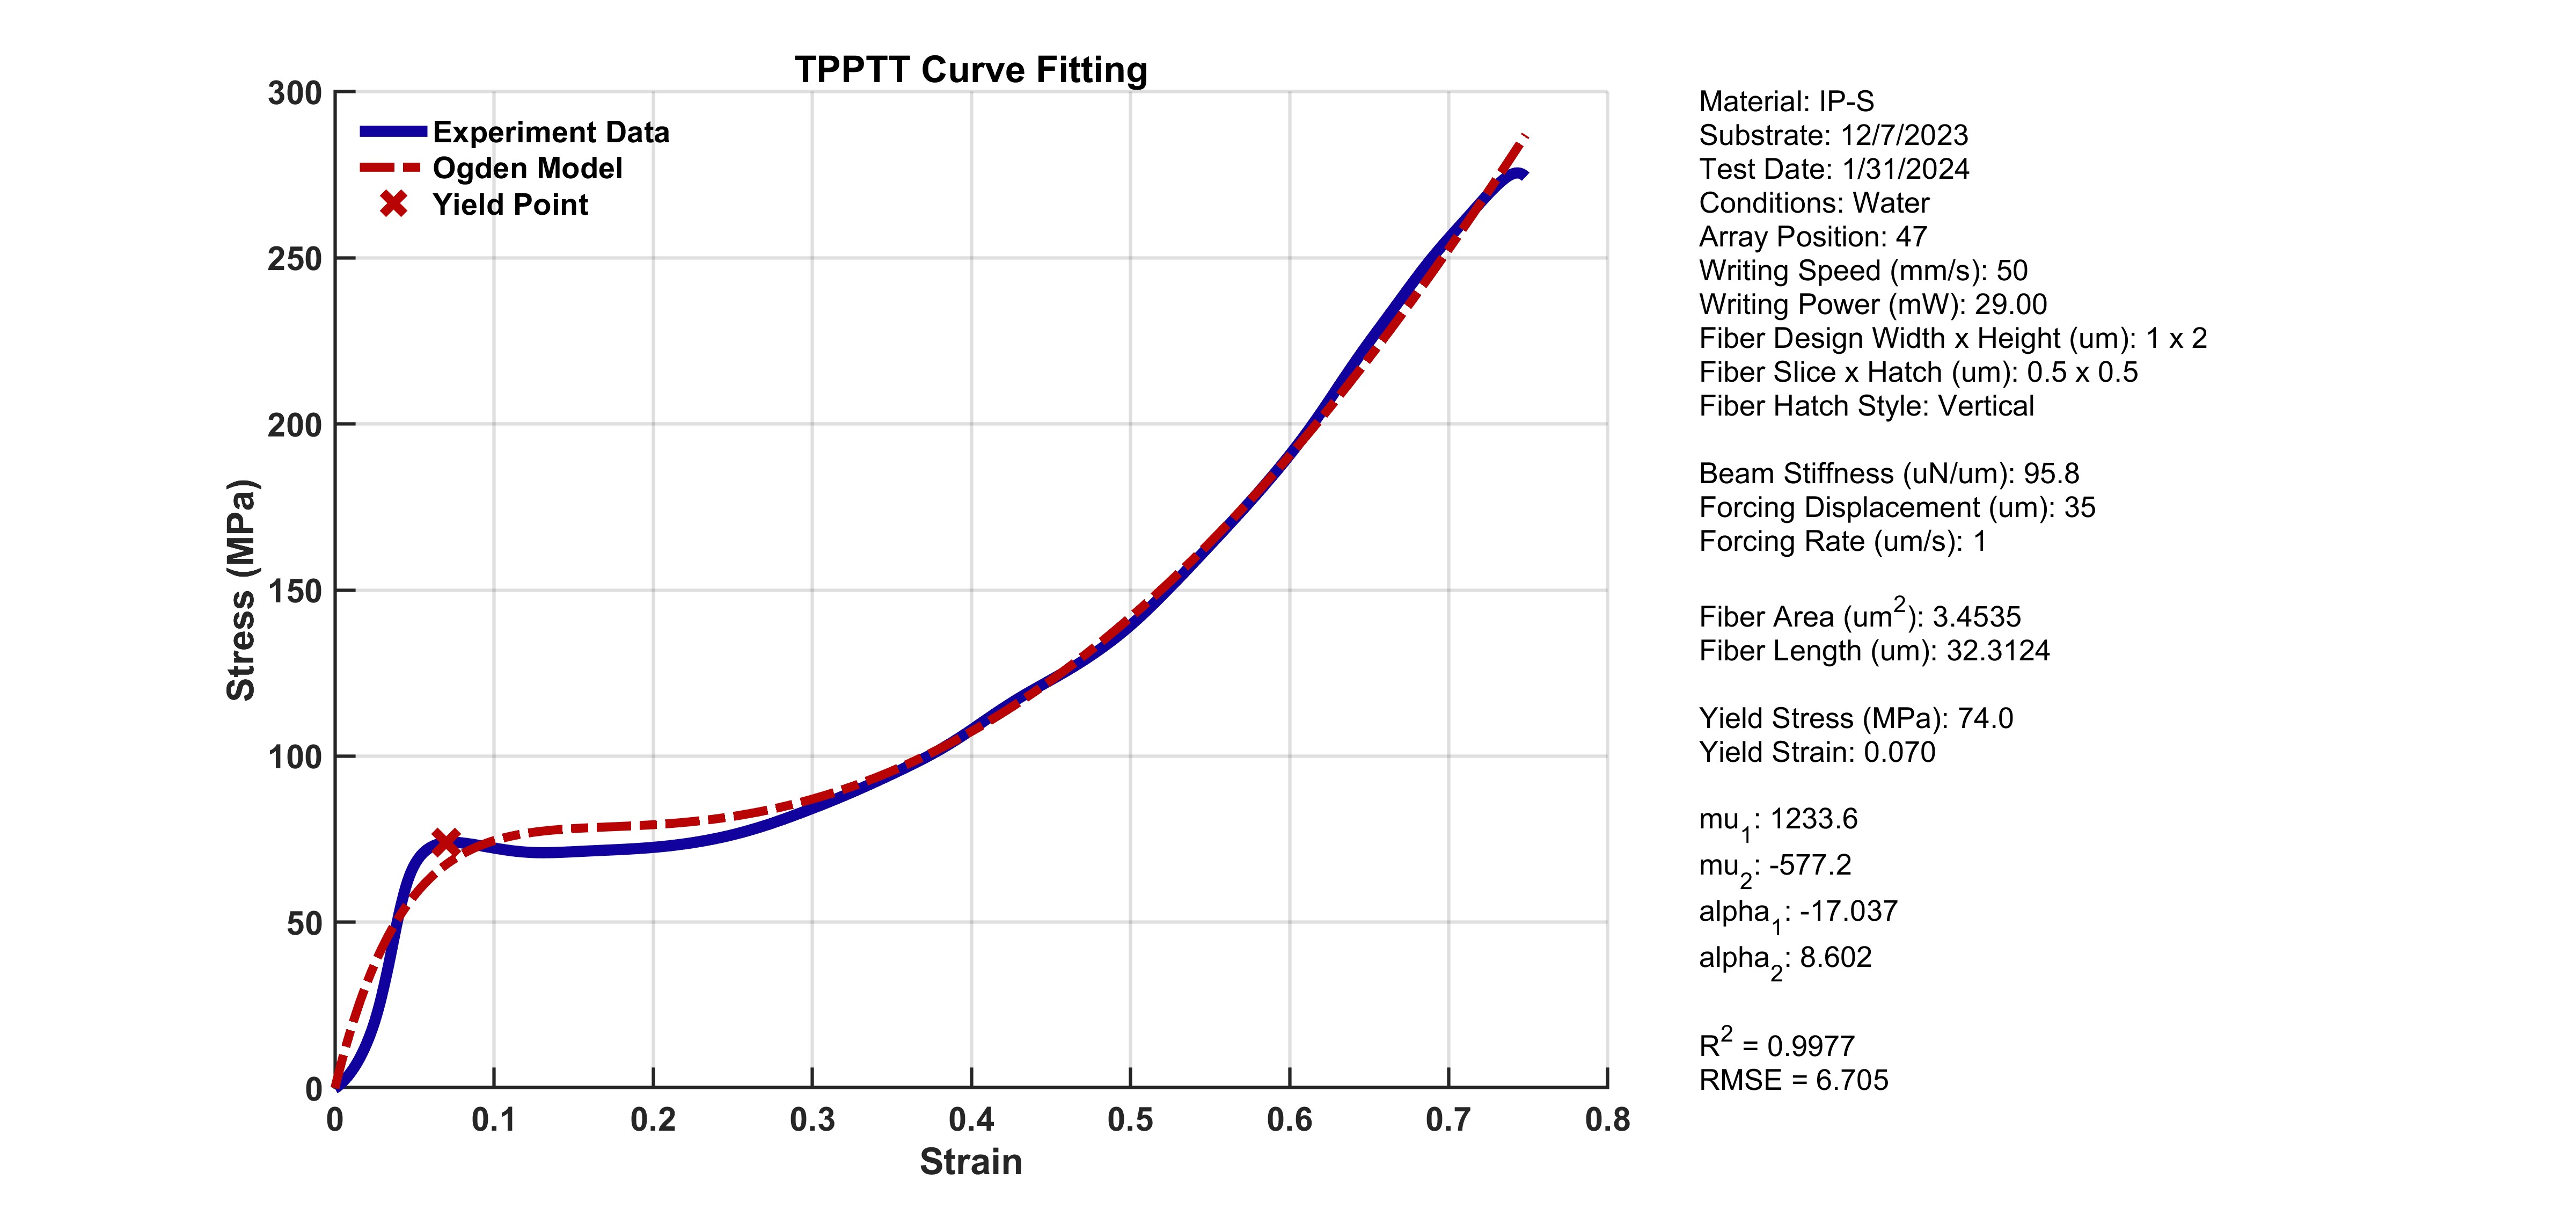 TPPTT Curve Fitting
300
250
200
150
100
50
0
Stress (MPa)
Experiment Data
Ogden Model
Yield Point
0 0.1 0.2 0.3 0.4 0.5 0.6 0.7 0.8
Strain
Material: IP-S
Substrate: 12/7/2023
Test Date: 1/31/2024
Conditions: Water
Array Position: 47
Writing Speed (mm/s): 50
Writing Power (mW): 29.00
Fiber Design Width x Height (um): 1 x 2
Fiber Slice x Hatch (um): 0.5 x 0.5
Fiber Hatch Style: Vertical
Beam Stiffness (uN/um): 95.8
Forcing Displacement (um): 35
Forcing Rate (um/s): 1
Fiber Area (um²): 3.4535
Fiber Length (um): 32.3124
Yield Stress (MPa): 74.0
Yield Strain: 0.070
mu₁: 1233.6
mu₂: -577.2
alpha₁: -17.037
alpha₂: 8.602
R² = 0.9977
RMSE = 6.705